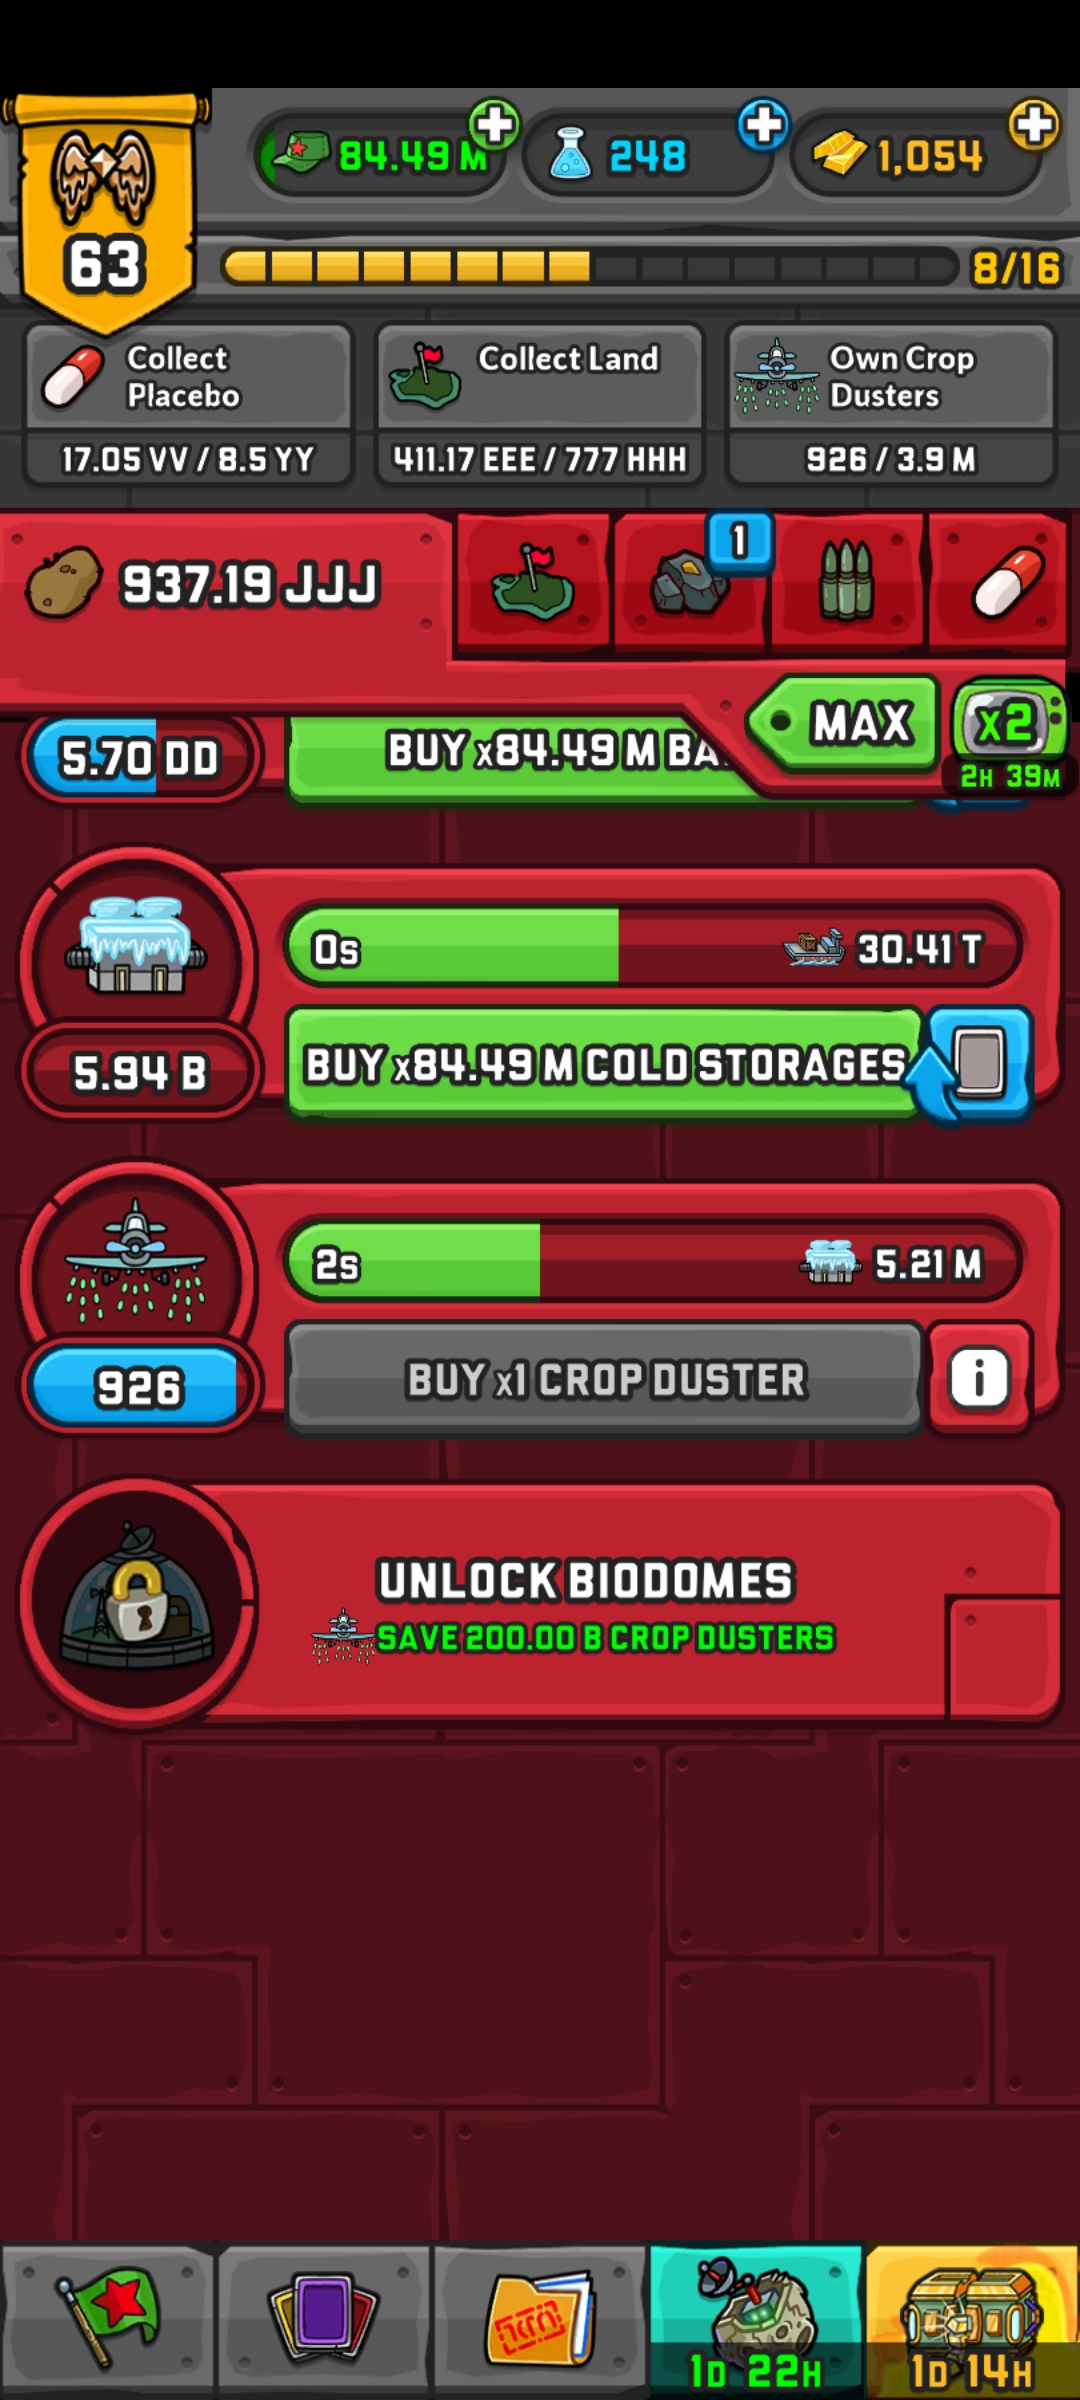 84.49 M
248
1,054
63
8/16
Collect
Placebo
17.05 VV / 8.5 YY
Collect Land
411.17 EEE / 777 HHH
Own Crop
Dusters
926 / 3.9 M
937.19 JJJ
1
MAX
x2
2H 39M
5.70 DD
BUY x84.49 M BA
0s
30.41 T
5.94 B
BUY x84.49 M COLD STORAGES
2s
5.21 M
926
BUY x1 CROP DUSTER
i
UNLOCK BIODOMES
SAVE 200.00 B CROP DUSTERS
1D 22H
1D 14H